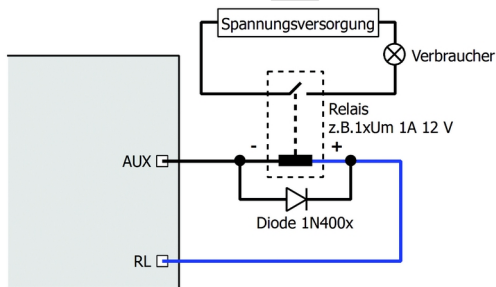 Spannungsversorgung
Verbraucher
Relais
z.B.1xUm 1A 12 V
- +
AUX
Diode 1N400x
RL